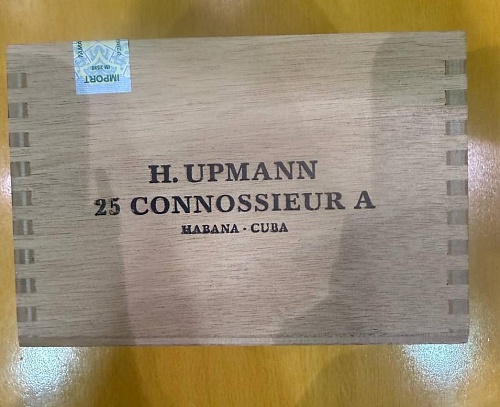 IMPORT
H. UPMANN
25 CONNOSSIEUR A
HABANA · CUBA